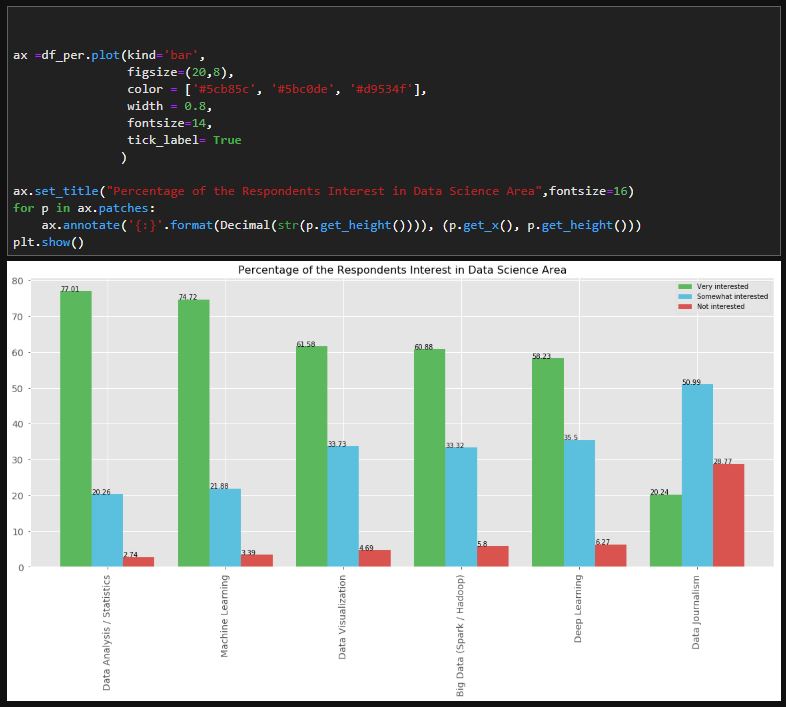 ax =df_per.plot(kind='bar',
figsize=(20,8),
color = ['#5cb85c', '#5bc0de', '#d9534f'],
width = 0.8,
fontsize=14,
tick_label= True
)
ax.set_title("Percentage of the Respondents Interest in Data Science Area",fontsize=16)
for p in ax.patches:
ax.annotate('{:}'.format(Decimal(str(p.get_height()))), (p.get_x(), p.get_height()))
plt.show()
Percentage of the Respondents Interest in Data Science Area
Very interested
Somewhat interested
Not interested
80
70
60
50
40
30
20
10
0
77.01
20.26
2.74
74.72
21.88
3.39
61.58
33.73
4.69
60.88
33.32
5.8
58.23
35.5
6.27
20.24
50.99
28.77
Data Analysis / Statistics
Machine Learning
Data Visualization
Big Data (Spark / Hadoop)
Deep Learning
Data Journalism